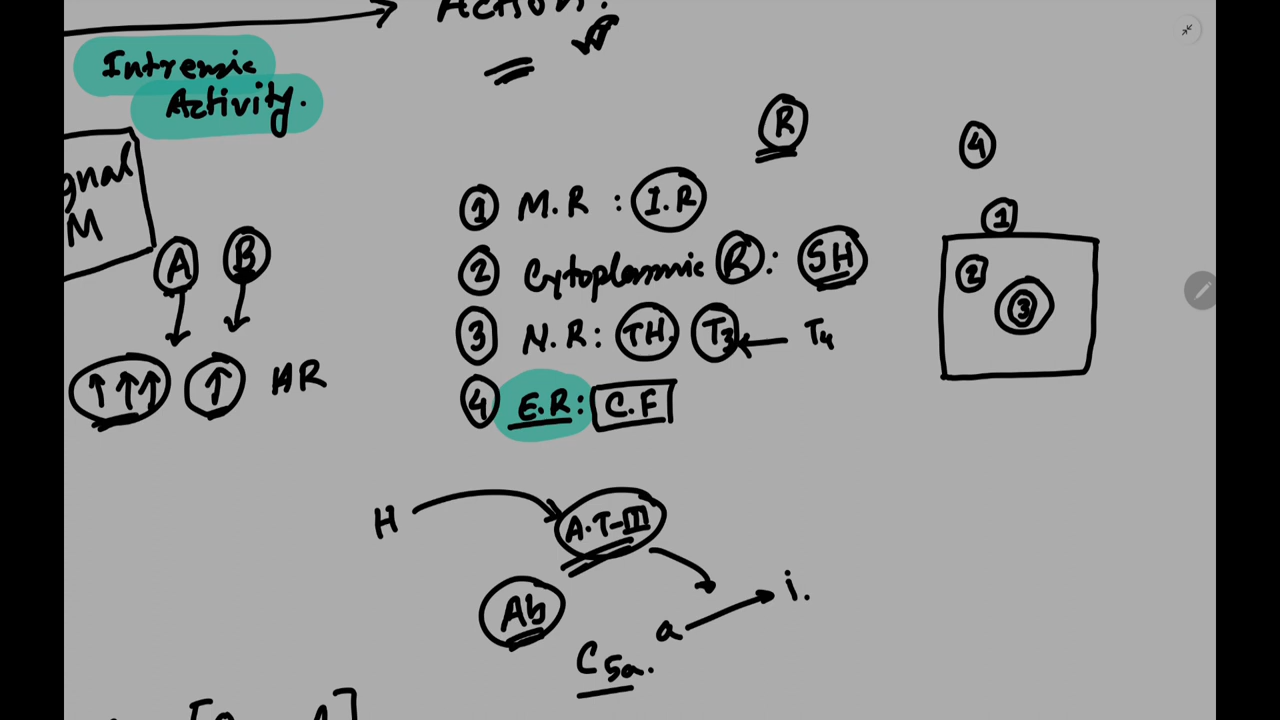 Action.
Intrensic
Activity.
gnal
M
A B
↑ ↑↑ ↑ HR
R
① M.R : I.R
② Cytoplasmic R : SH
③ N.R : TH. T3 ← T4
④ E.R : C.F
4
1
2
3
H A.T-III
Ab
a → i.
C5a.